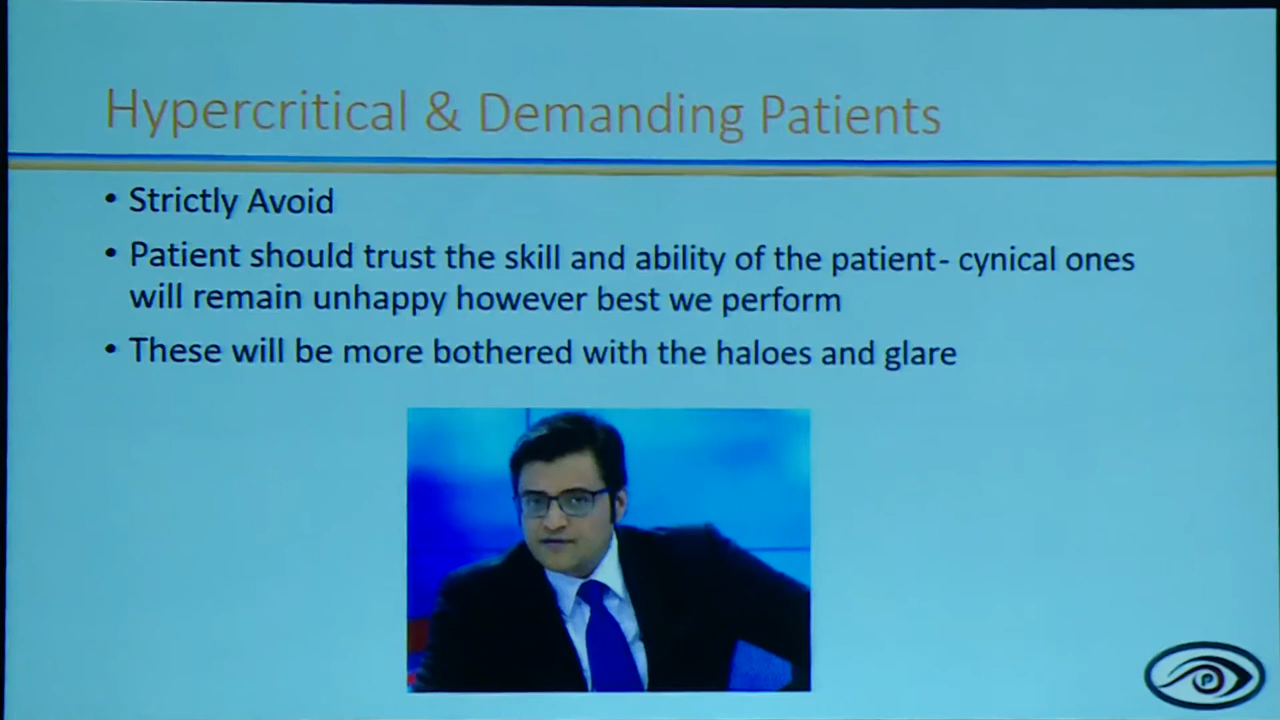 Hypercritical & Demanding Patients
• Strictly Avoid
• Patient should trust the skill and ability of the patient- cynical ones
will remain unhappy however best we perform
• These will be more bothered with the haloes and glare